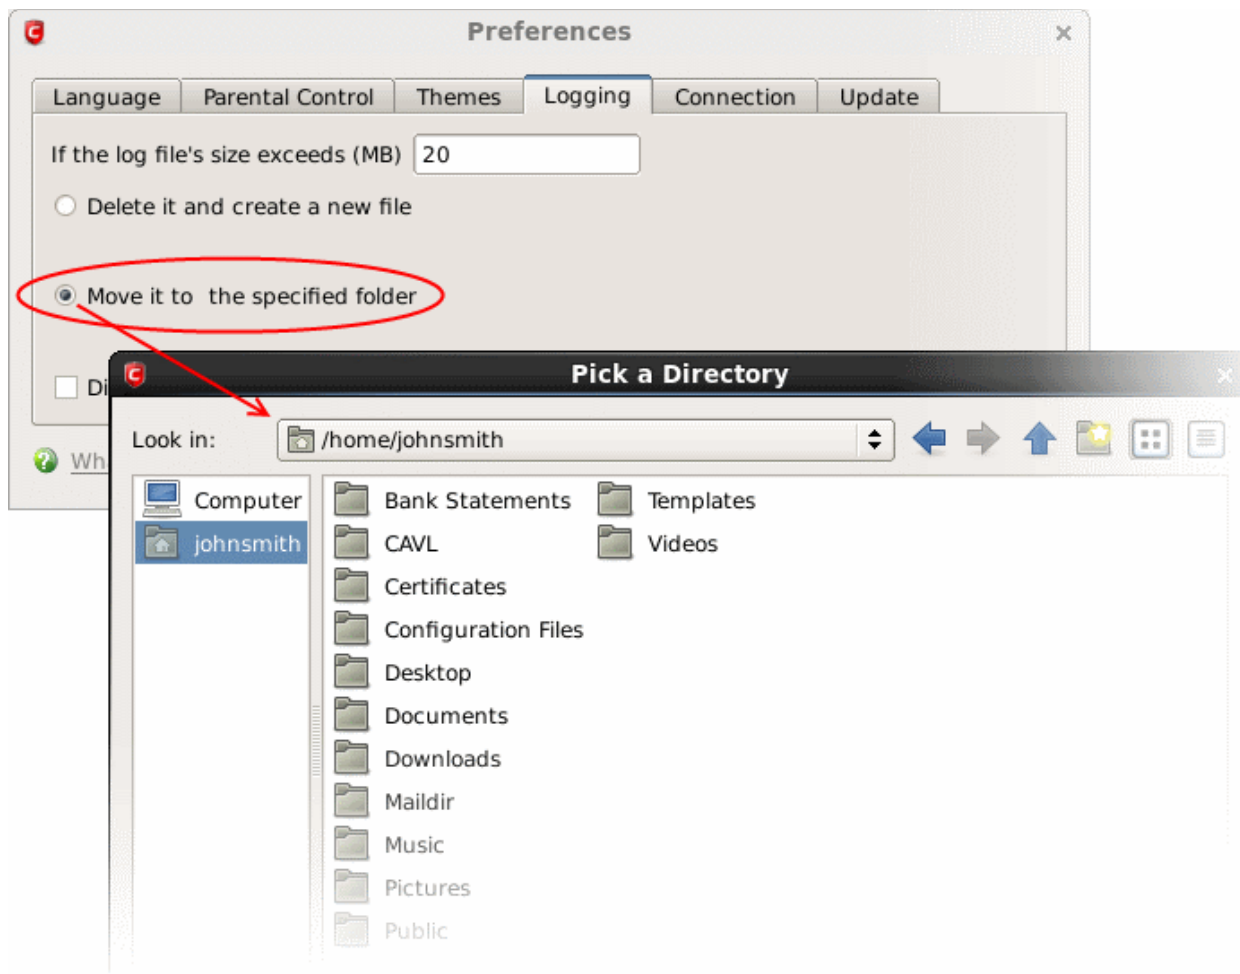 Preferences
Language Parental Control Themes Logging Connection Update
If the log file's size exceeds (MB) 20
Delete it and create a new file
Move it to the specified folder
Di
Pick a Directory
Look in: /home/johnsmith
Wh
Computer
johnsmith
Bank Statements Templates
CAVL Videos
Certificates
Configuration Files
Desktop
Documents
Downloads
Maildir
Music
Pictures
Public